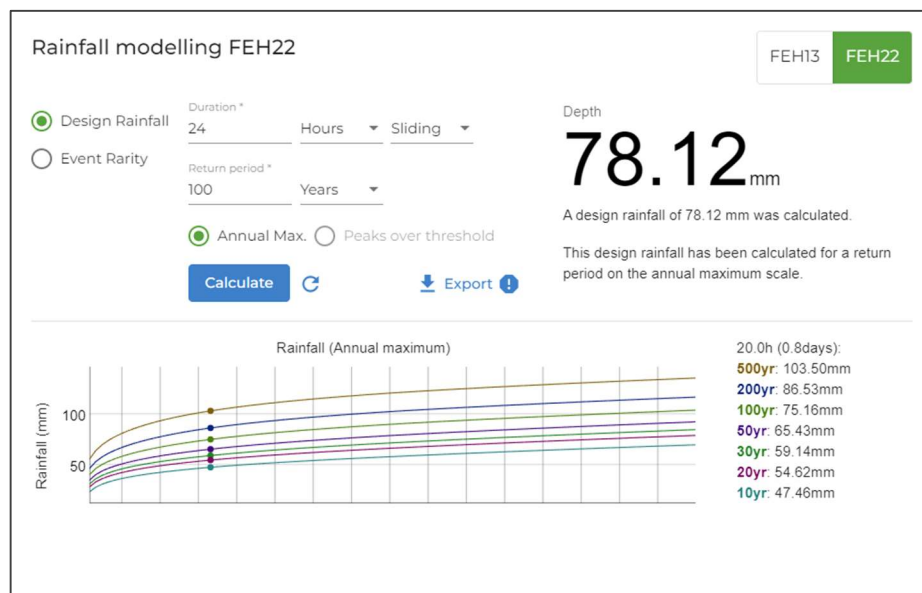 Rainfall modelling FEH22
FEH13 FEH22
Design Rainfall
Event Rarity
Duration *
24 Hours Sliding
Return period *
100 Years
Annual Max. Peaks over threshold
Calculate Export
Depth
78.12mm
A design rainfall of 78.12 mm was calculated.
This design rainfall has been calculated for a return
period on the annual maximum scale.
Rainfall (Annual maximum)
Rainfall (mm)
100
50
20.0h (0.8days):
500yr: 103.50mm
200yr: 86.53mm
100yr: 75.16mm
50yr: 65.43mm
30yr: 59.14mm
20yr: 54.62mm
10yr: 47.46mm